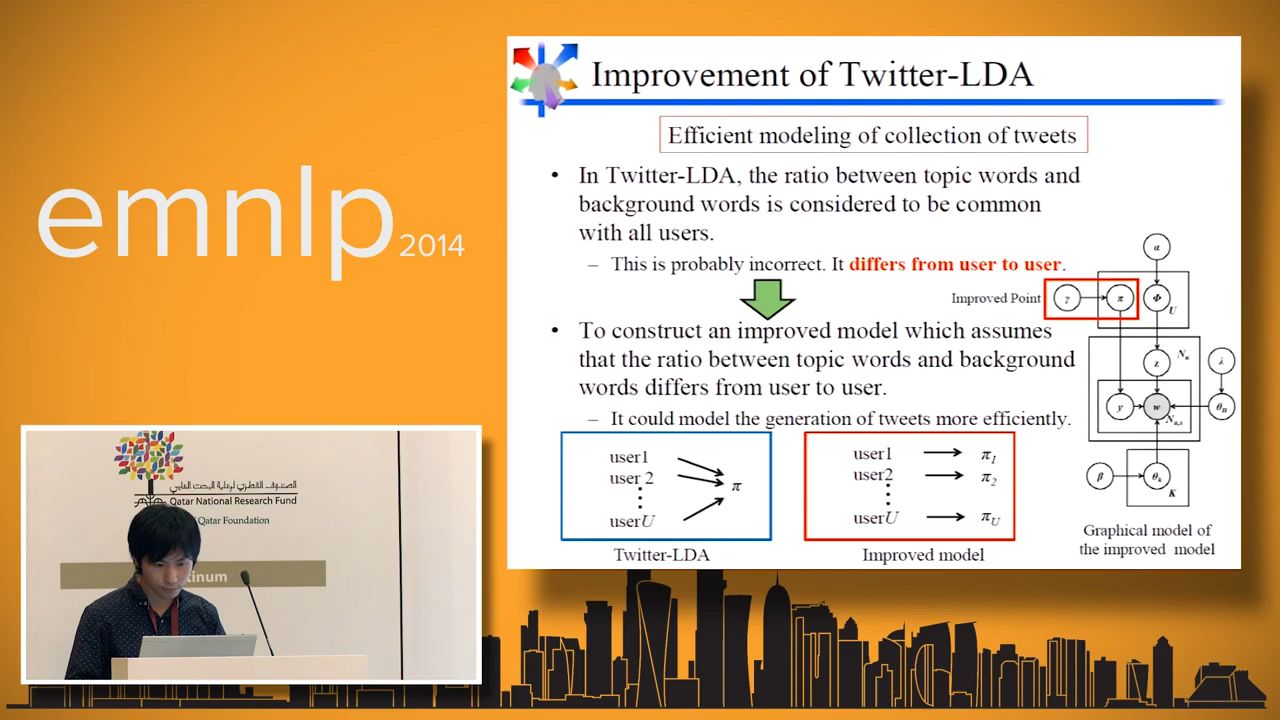 emnlp 2014
Improvement of Twitter-LDA
Efficient modeling of collection of tweets
• In Twitter-LDA, the ratio between topic words and
background words is considered to be common
with all users.
– This is probably incorrect. It differs from user to user.
• To construct an improved model which assumes
that the ratio between topic words and background
words differs from user to user.
– It could model the generation of tweets more efficiently.
user1
user 2
⋮
userU
π
Twitter-LDA
user1 π1
user2 π2
⋮
userU πU
Improved model
Improved Point
α
γ π Φ U
z Nu λ
y w Nu,s θB
β θk K
Graphical model of
the improved model
الصندوق القطري لرعاية البحث العلمي
Qatar National Research Fund
Qatar Foundation
tinum